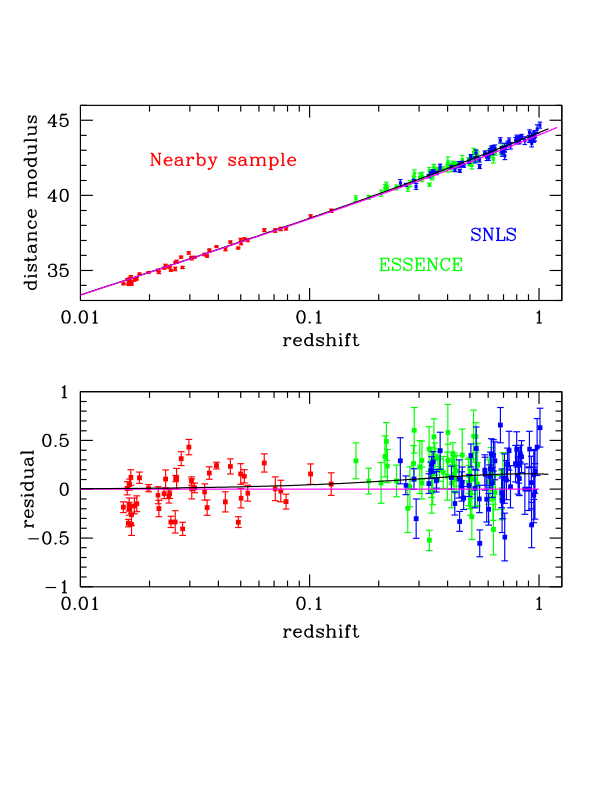 distance modulus
45
40
35
Nearby sample
SNLS
ESSENCE
0.01
0.1
1
redshift
residual
1
0.5
0
−0.5
−1
0.01
0.1
1
redshift